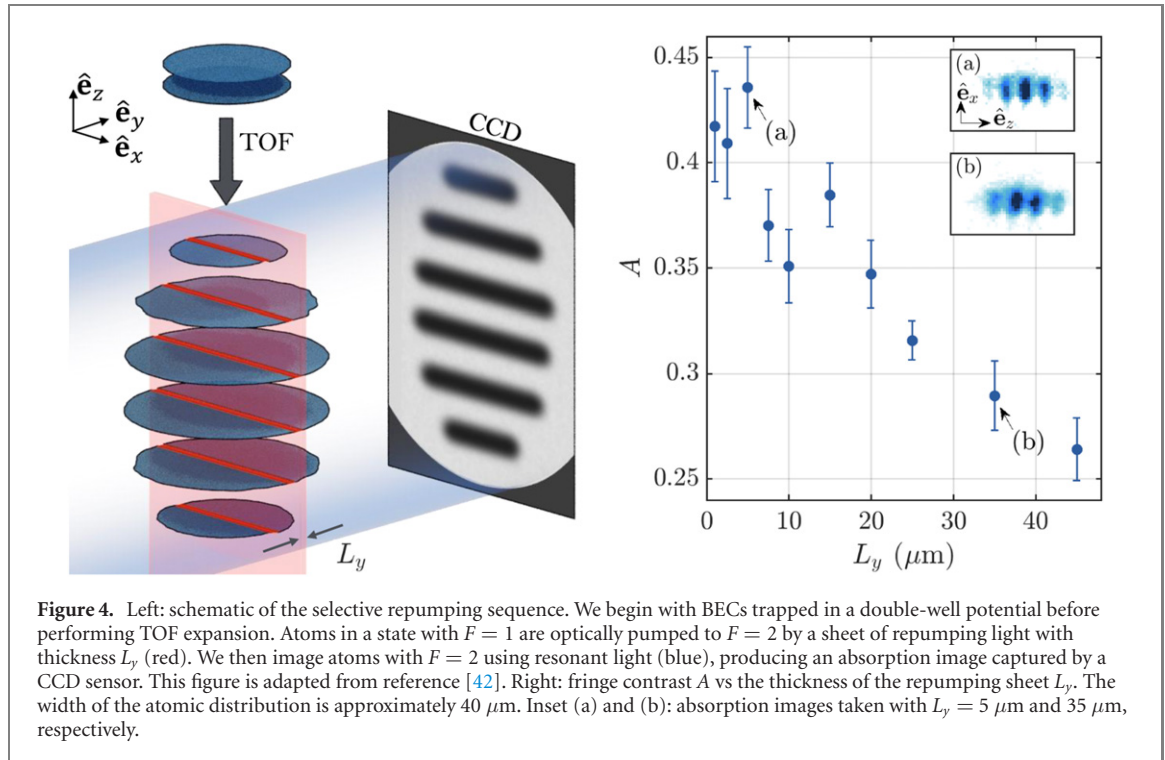 ê_z
ê_y
ê_x
TOF
CCD
L_y
A
0.45
0.4
0.35
0.3
0.25
0
10
20
30
40
L_y (μm)
(a)
(b)
(a)
ê_x
ê_z
(b)
Figure 4. Left: schematic of the selective repumping sequence. We begin with BECs trapped in a double-well potential before
performing TOF expansion. Atoms in a state with F = 1 are optically pumped to F = 2 by a sheet of repumping light with
thickness L_y (red). We then image atoms with F = 2 using resonant light (blue), producing an absorption image captured by a
CCD sensor. This figure is adapted from reference [42]. Right: fringe contrast A vs the thickness of the repumping sheet L_y. The
width of the atomic distribution is approximately 40 μm. Inset (a) and (b): absorption images taken with L_y = 5 μm and 35 μm,
respectively.